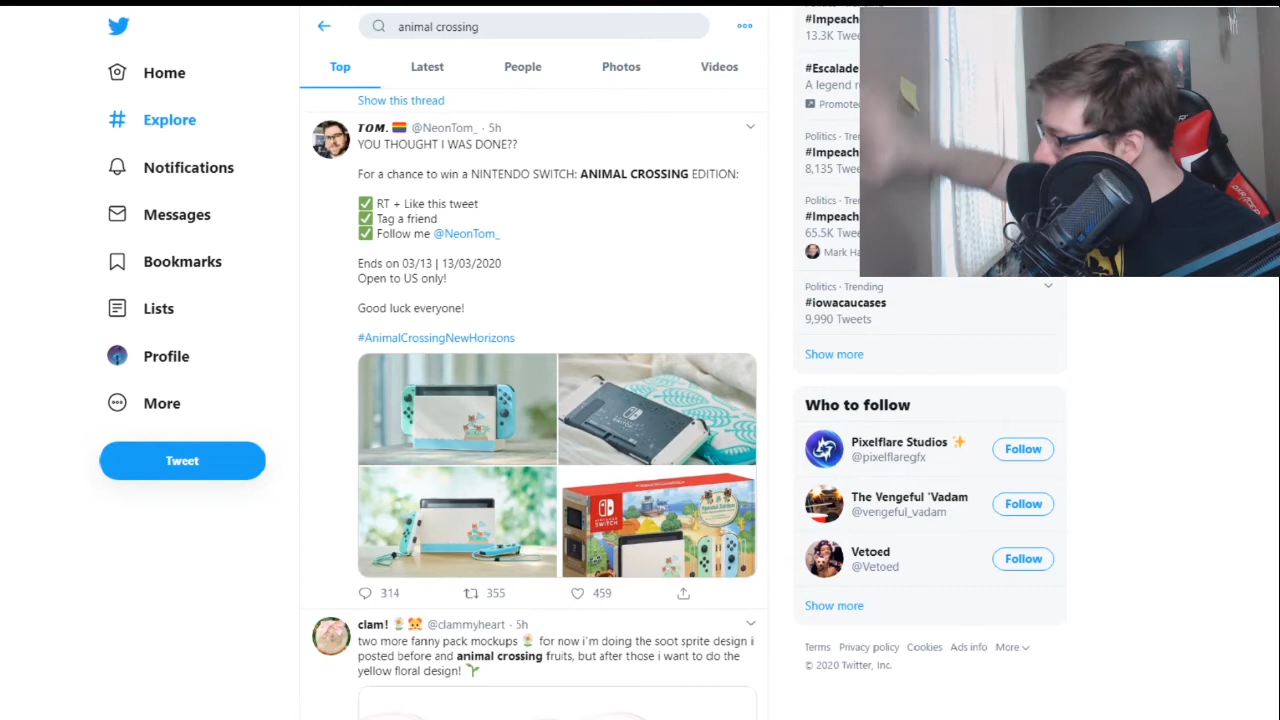 Home
Explore
Notifications
Messages
Bookmarks
Lists
Profile
More
Tweet
animal crossing
Top
Latest
People
Photos
Videos
Show this thread
TOM. @NeonTom_ · 5h
YOU THOUGHT I WAS DONE??
For a chance to win a NINTENDO SWITCH: ANIMAL CROSSING EDITION:
✅ RT + Like this tweet
✅ Tag a friend
✅ Follow me @NeonTom_
Ends on 03/13 | 13/03/2020
Open to US only!
Good luck everyone!
#AnimalCrossingNewHorizons
NINTENDO
SWITCH
314
355
459
clam! @clammyheart · 5h
two more fanny pack mockups for now i'm doing the soot sprite design i
posted before and animal crossing fruits, but after those i want to do the
yellow floral design!
#Impeach
13.3K Twee
#Escalade
A legend r
Promoted
Politics · Tren
#Impeach
8,135 Twee
Politics · Tre
#Impeach
65.5K Twee
Mark Ha
Politics · Trending
#iowacaucases
9,990 Tweets
Show more
Who to follow
Pixelflare Studios
@pixelflaregfx
Follow
The Vengeful 'Vadam
@vengeful_vadam
Follow
Vetoed
@Vetoed
Follow
Show more
Terms Privacy policy Cookies Ads info More
© 2020 Twitter, Inc.